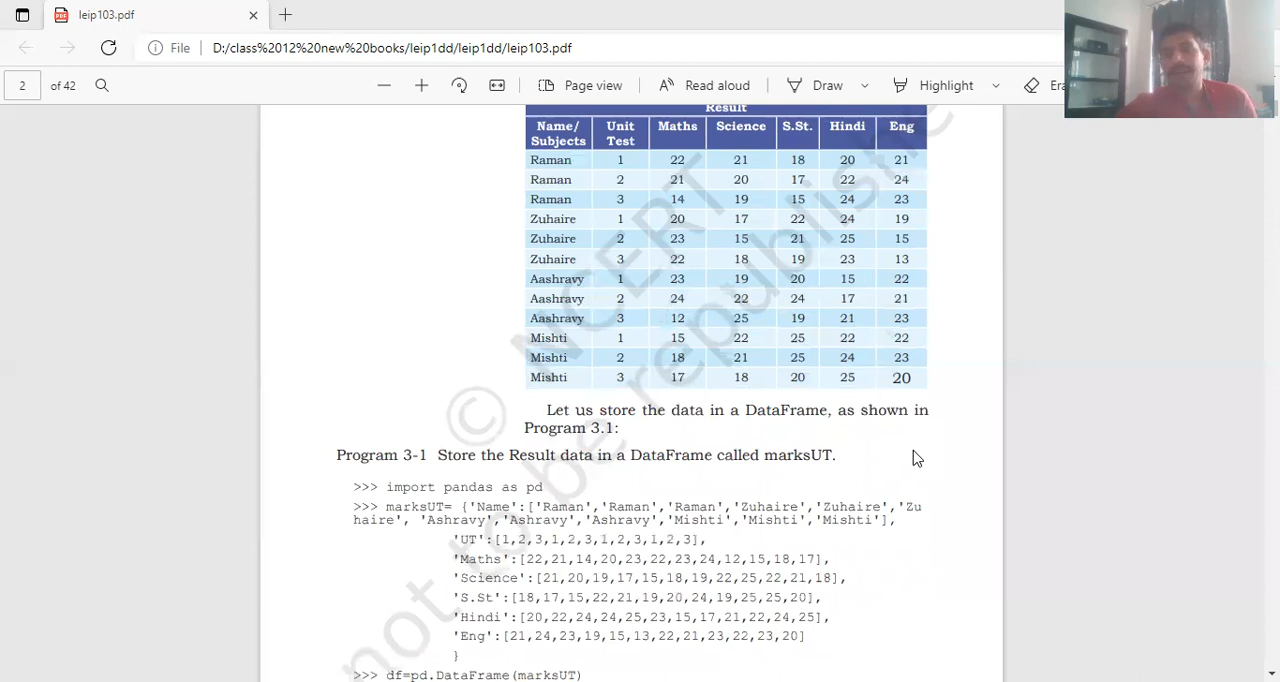 leip103.pdf
File D:/class%2012%20new%20books/leip1dd/leip1dd/leip103.pdf
2 of 42 Page view Read aloud Draw Highlight Era
Result
Name/ Subjects Unit Test Maths Science S.St. Hindi Eng
Raman 1 22 21 18 20 21
Raman 2 21 20 17 22 24
Raman 3 14 19 15 24 23
Zuhaire 1 20 17 22 24 19
Zuhaire 2 23 15 21 25 15
Zuhaire 3 22 18 19 23 13
Aashravy 1 23 19 20 15 22
Aashravy 2 24 22 24 17 21
Aashravy 3 12 25 19 21 23
Mishti 1 15 22 25 22 22
Mishti 2 18 21 25 24 23
Mishti 3 17 18 20 25 20
Let us store the data in a DataFrame, as shown in
Program 3.1:
Program 3-1 Store the Result data in a DataFrame called marksUT.
>>> import pandas as pd
>>> marksUT= {'Name':['Raman','Raman','Raman','Zuhaire','Zuhaire','Zu
haire', 'Ashravy','Ashravy','Ashravy','Mishti','Mishti','Mishti'],
'UT':[1,2,3,1,2,3,1,2,3,1,2,3],
'Maths':[22,21,14,20,23,22,23,24,12,15,18,17],
'Science':[21,20,19,17,15,18,19,22,25,22,21,18],
'S.St':[18,17,15,22,21,19,20,24,19,25,25,20],
'Hindi':[20,22,24,24,25,23,15,17,21,22,24,25],
'Eng':[21,24,23,19,15,13,22,21,23,22,23,20]
}
>>> df=pd.DataFrame(marksUT)
© NCERT
not to be republishe